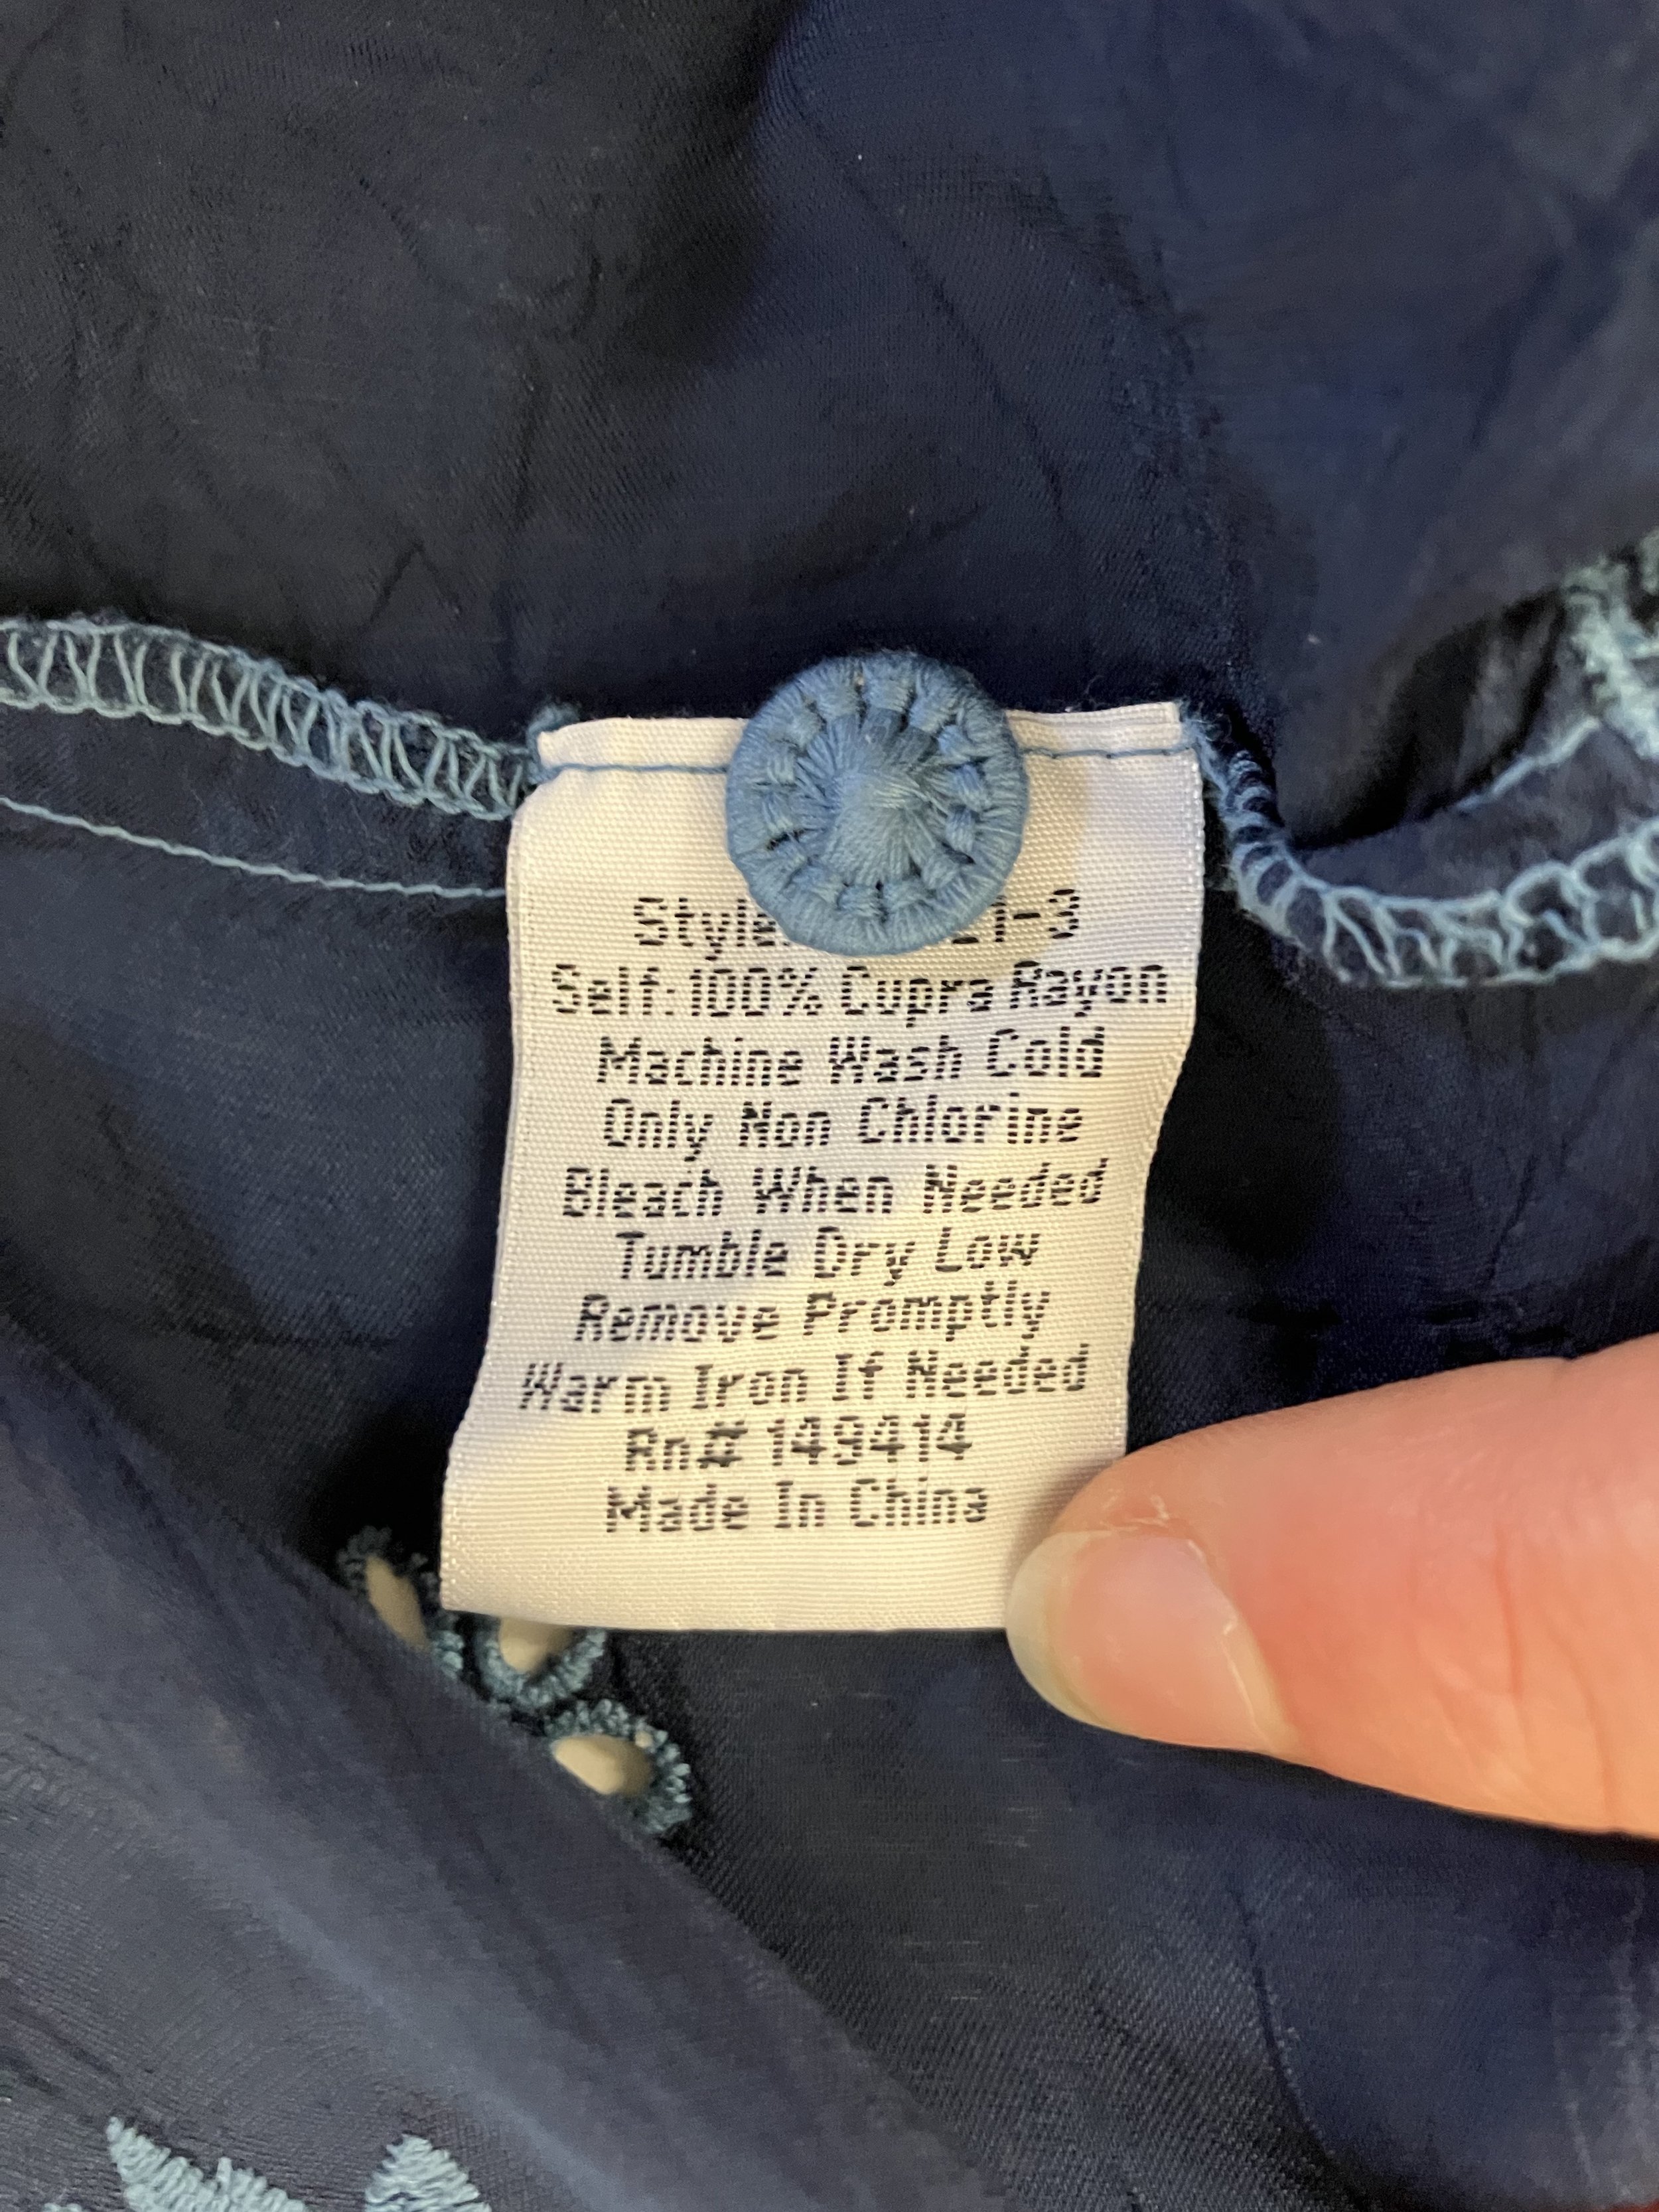 Style
Self:100% Cupra Rayon
Machine Wash Cold
Only Non Chlorine
Bleach When Needed.
Tumble Dry Low
Remove Promptly
Warm Iron If Needed.
Rn# 149414
Made In China